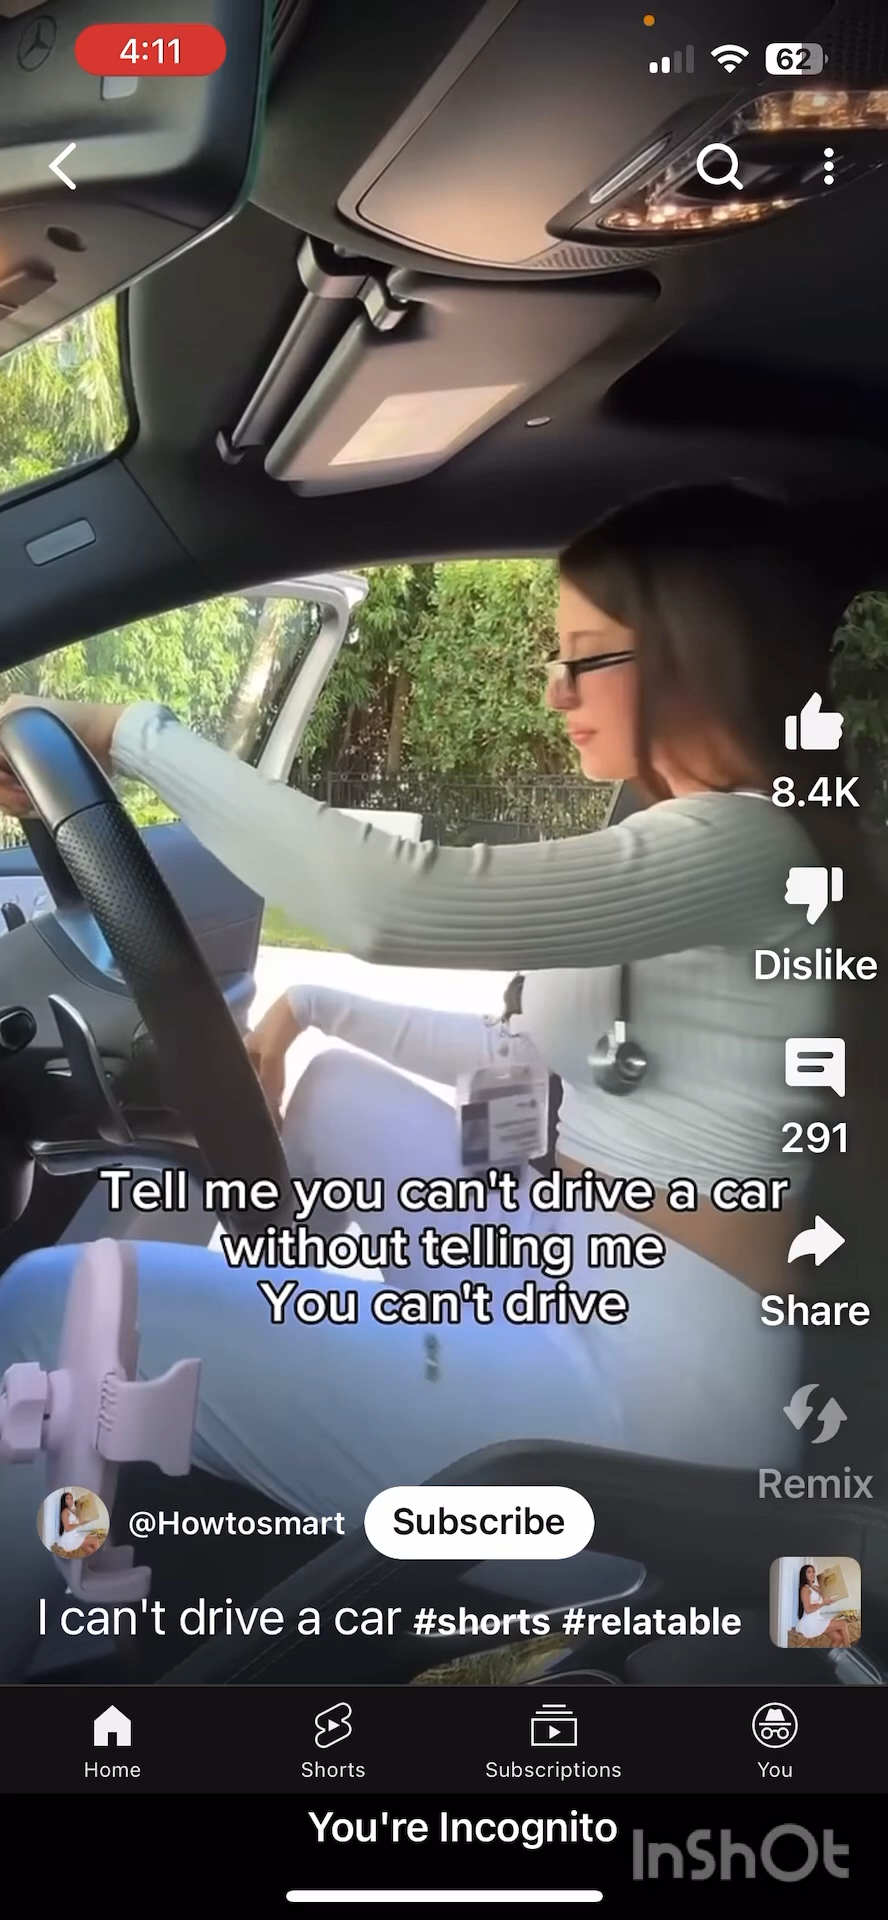 4:11
62
8.4K
Dislike
291
Tell me you can't drive a car
without telling me
You can't drive
Share
Remix
@Howtosmart
Subscribe
I can't drive a car #shorts #relatable
Home
Shorts
Subscriptions
You
You're Incognito
InShOt